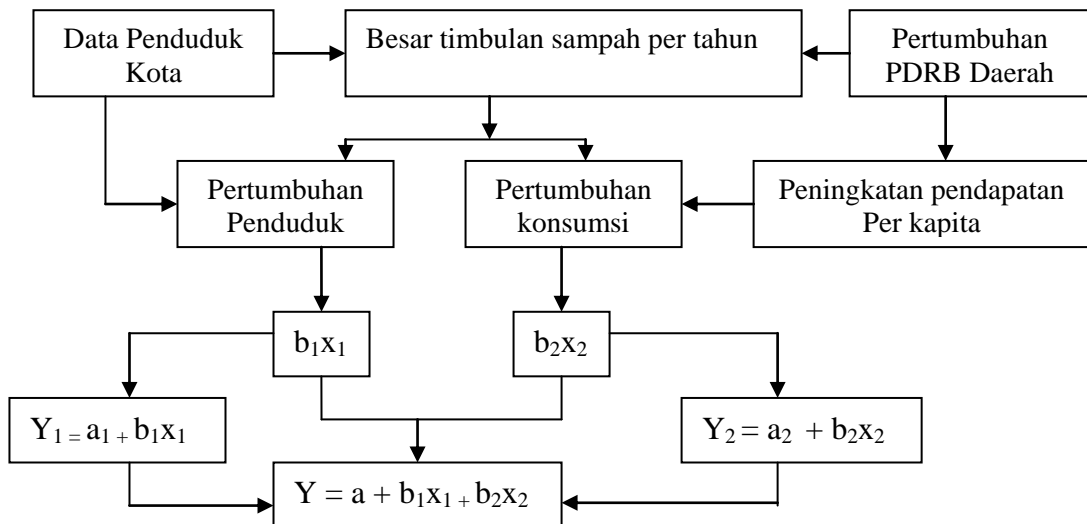 Data Penduduk
Kota
Besar timbulan sampah per tahun
Pertumbuhan
PDRB Daerah
Pertumbuhan
Penduduk
Pertumbuhan
konsumsi
Peningkatan pendapatan
Per kapita
b₁x₁
b₂x₂
Y₁ = a₁ + b₁x₁
Y₂ = a₂ + b₂x₂
Y = a + b₁x₁ + b₂x₂